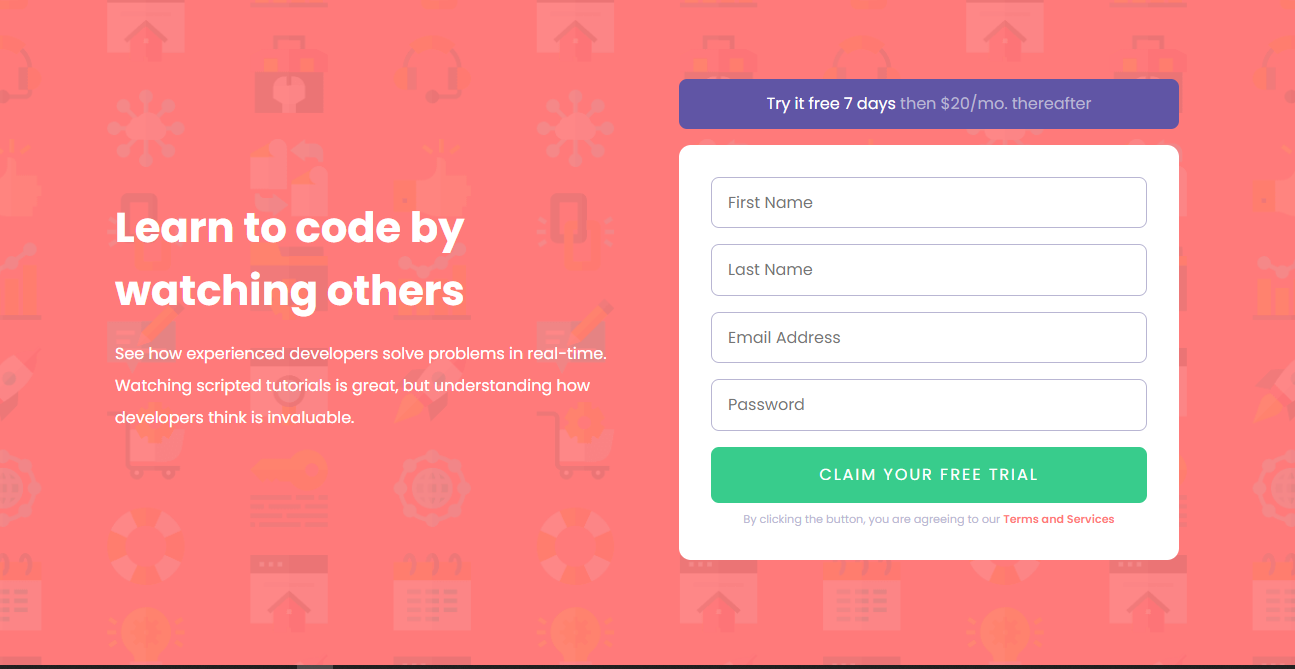 Learn to code by
watching others
See how experienced developers solve problems in real-time.
Watching scripted tutorials is great, but understanding how
developers think is invaluable.
Try it free 7 days then $20/mo. thereafter
First Name
Last Name
Email Address
Password
CLAIM YOUR FREE TRIAL
By clicking the button, you are agreeing to our Terms and Services